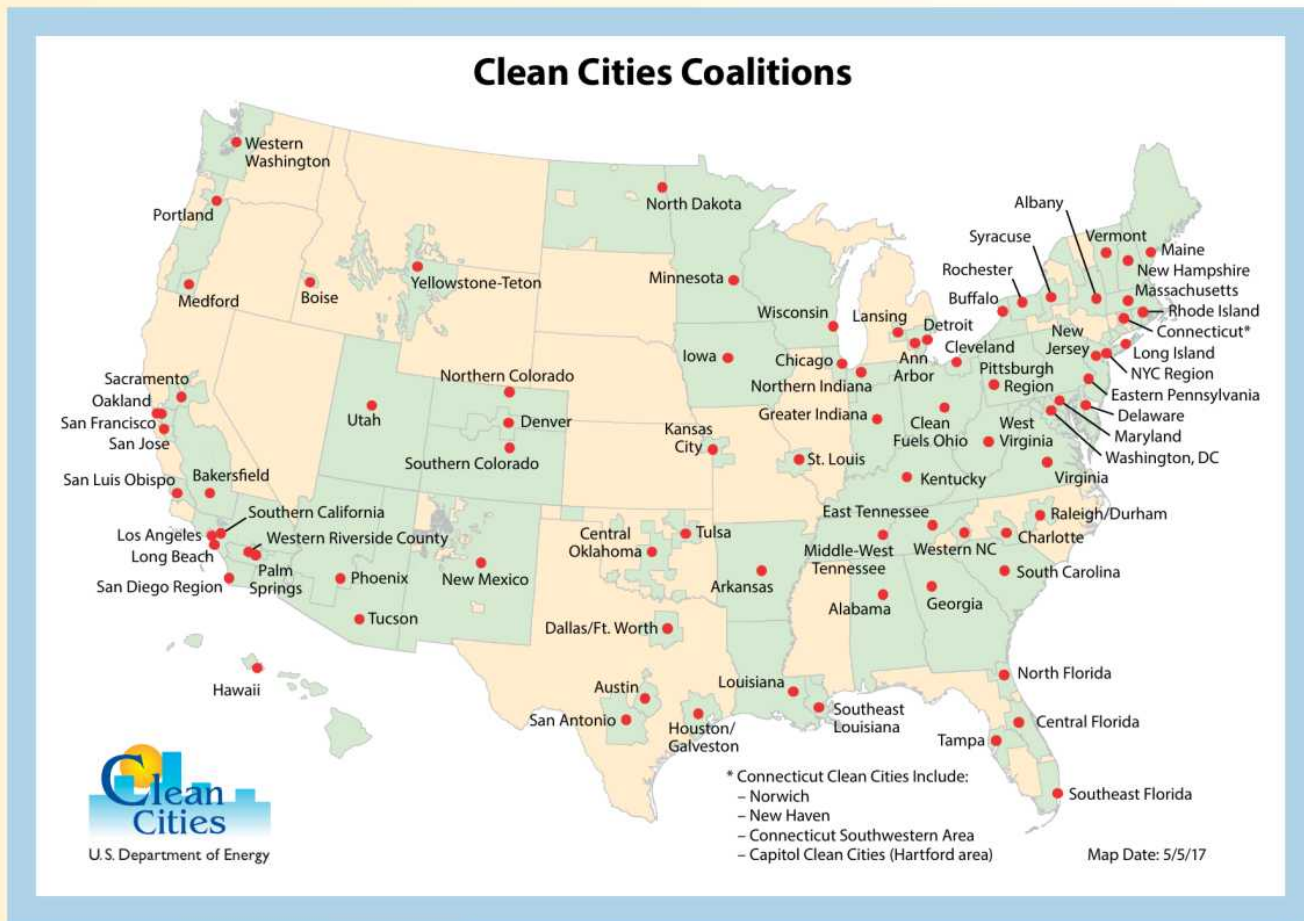 Clean Cities Coalitions
Western
Washington
Portland
Medford
Boise
Yellowstone-Teton
North Dakota
Minnesota
Wisconsin
Iowa
Chicago
Lansing
Detroit
Ann
Arbor
Cleveland
Northern Indiana
Greater Indiana
Clean
Fuels Ohio
Pittsburgh
Region
West
Virginia
Virginia
Kentucky
Albany
Syracuse
Rochester
Buffalo
Vermont
Maine
New Hampshire
Massachusetts
Rhode Island
Connecticut*
New
Jersey
Long Island
NYC Region
Eastern Pennsylvania
Delaware
Maryland
Washington, DC
Sacramento
Oakland
San Francisco
San Jose
San Luis Obispo
Bakersfield
Southern California
Los Angeles
Western Riverside County
Long Beach
Palm
Springs
San Diego Region
Utah
Northern Colorado
Denver
Southern Colorado
Kansas
City
St. Louis
Phoenix
Tucson
New Mexico
Central
Oklahoma
Tulsa
Arkansas
East Tennessee
Middle-West
Tennessee
Western NC
Raleigh/Durham
Charlotte
South Carolina
Alabama
Georgia
Dallas/Ft. Worth
Austin
San Antonio
Houston/
Galveston
Louisiana
Southeast
Louisiana
North Florida
Central Florida
Tampa
Southeast Florida
Hawaii
Clean
Cities
U.S. Department of Energy
* Connecticut Clean Cities Include:
– Norwich
– New Haven
– Connecticut Southwestern Area
– Capitol Clean Cities (Hartford area)
Map Date: 5/5/17